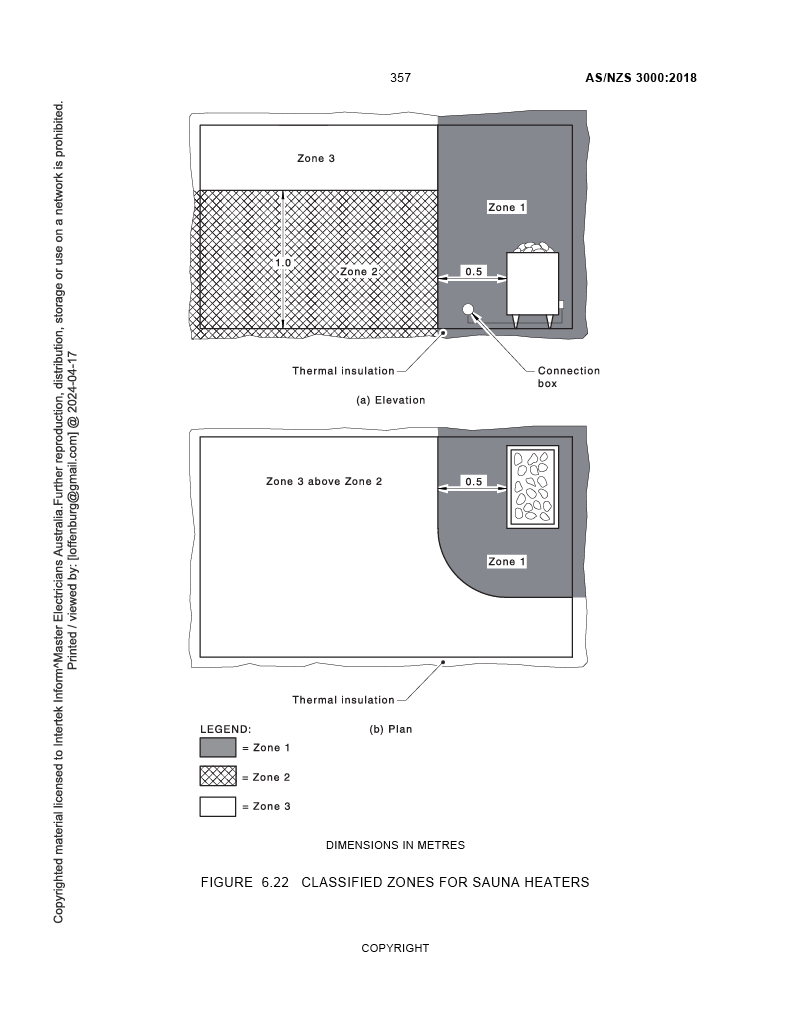 357
AS/NZS 3000:2018
Copyrighted material licensed to Intertek Inform^Master Electricians Australia.Further reproduction, distribution, storage or use on a network is prohibited.
Printed / viewed by: [loffenburg@gmail.com] @ 2024-04-17
Zone 3
Zone 1
1.0
Zone 2
0.5
Thermal insulation
Connection
box
(a) Elevation
Zone 3 above Zone 2
0.5
Zone 1
Thermal insulation
(b) Plan
LEGEND:
= Zone 1
= Zone 2
= Zone 3
DIMENSIONS IN METRES
FIGURE 6.22 CLASSIFIED ZONES FOR SAUNA HEATERS
COPYRIGHT